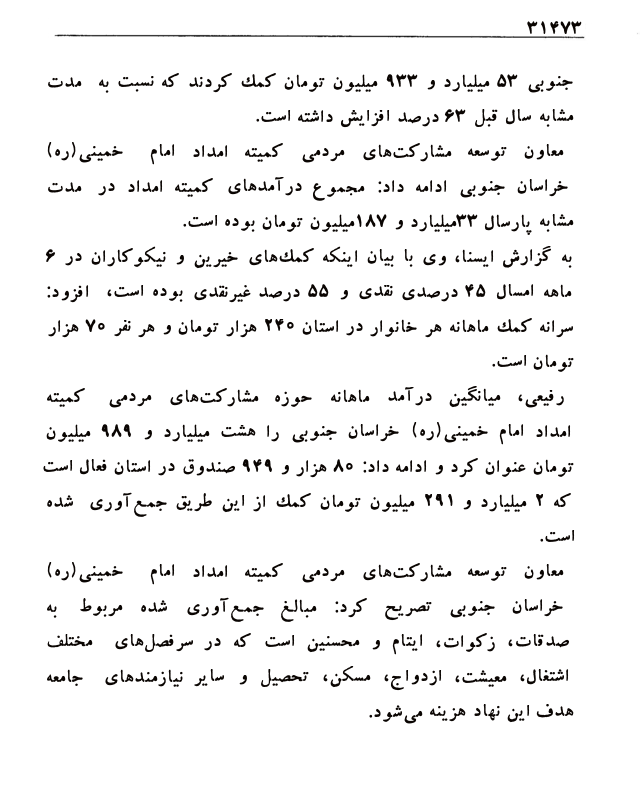 ۳۱۴۷۳
جنوبی ۵۳ میلیارد و ۹۳۳ میلیون تومان کمك کردند که نسبت به مدت
مشابه سال قبل ۶۳ درصد افزایش داشته است.
معاون توسعه مشارکت‌های مردمی کمیته امداد امام خمینی(ره)
خراسان جنوبی ادامه داد: مجموع درآمدهای کمیته امداد در مدت
مشابه پارسال ۳۳میلیارد و ۱۸۷میلیون تومان بوده است.
به گزارش ایسنا، وی با بیان اینکه کمك‌های خیرین و نیکوکاران در ۶
ماهه امسال ۴۵ درصدی نقدی و ۵۵ درصد غیرنقدی بوده است، افزود:
سرانه کمك ماهانه هر خانوار در استان ۲۴۰ هزار تومان و هر نفر ۷۰ هزار
تومان است.
رفیعی، میانگین درآمد ماهانه حوزه مشارکت‌های مردمی کمیته
امداد امام خمینی(ره) خراسان جنوبی را هشت میلیارد و ۹۸۹ میلیون
تومان عنوان کرد و ادامه داد: ۸۰ هزار و ۹۴۹ صندوق در استان فعال است
که ۲ میلیارد و ۲۹۱ میلیون تومان کمك از این طریق جمع‌آوری شده
است.
معاون توسعه مشارکت‌های مردمی کمیته امداد امام خمینی(ره)
خراسان جنوبی تصریح کرد: مبالغ جمع‌آوری شده مربوط به
صدقات، زکوات، ایتام و محسنین است که در سرفصل‌های مختلف
اشتغال، معیشت، ازدواج، مسکن، تحصیل و سایر نیازمندهای جامعه
هدف این نهاد هزینه می‌شود.